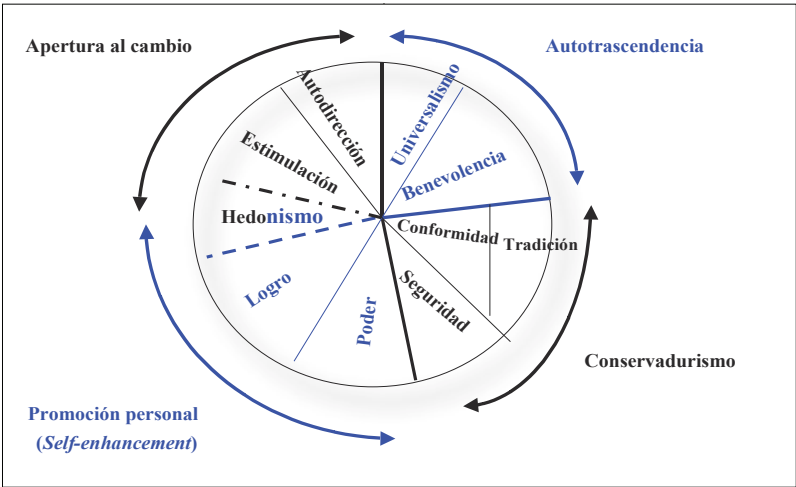 Apertura al cambio
Autotrascendencia
Universalismo
Autodirección
Benevolencia
Estimulación
Hedonismo
Conformidad
Tradición
Logro
Poder
Seguridad
Conservadurismo
Promoción personal
(Self-enhancement)